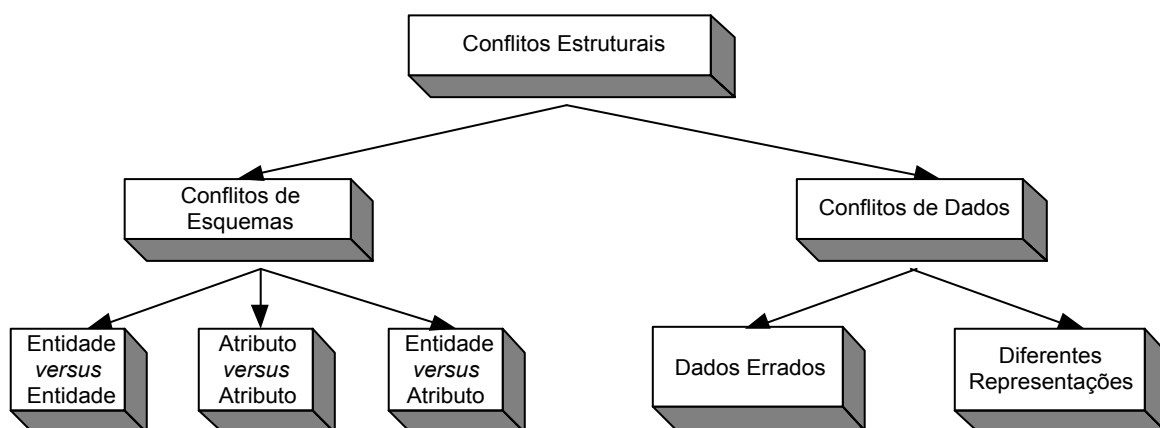 Conflitos Estruturais
Conflitos de
Esquemas
Conflitos de Dados
Entidade
versus
Entidade
Atributo
versus
Atributo
Entidade
versus
Atributo
Dados Errados
Diferentes
Representações